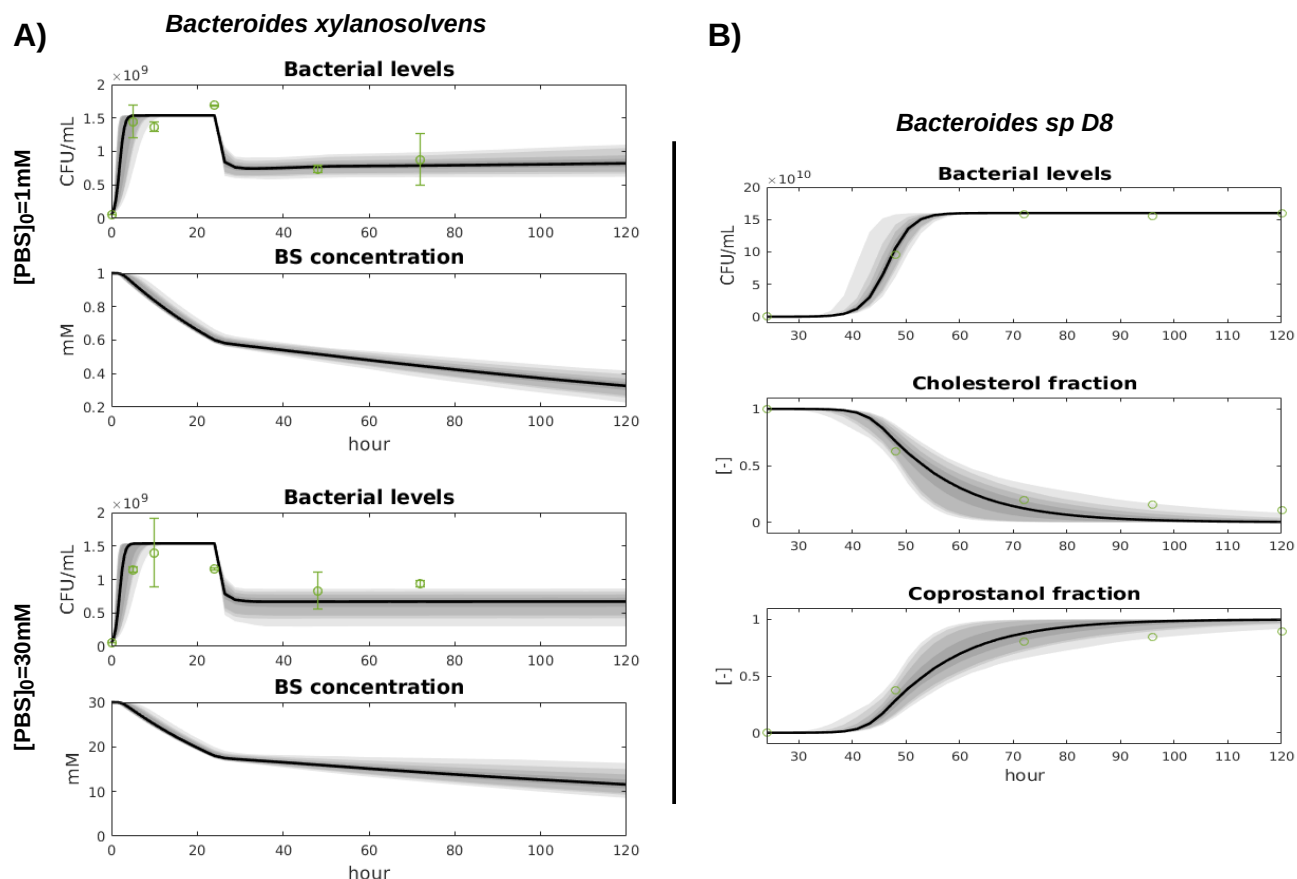 A)
Bacteroides xylanosolvens
[PBS]0=1mM
Bacterial levels
×10^9
CFU/mL
2
1.5
1
0.5
0
0 20 40 60 80 100 120
BS concentration
mM
1
0.8
0.6
0.4
0.2
0 20 40 60 80 100 120
hour
[PBS]0=30mM
Bacterial levels
×10^9
CFU/mL
2
1.5
1
0.5
0
0 20 40 60 80 100 120
BS concentration
mM
30
20
10
0
0 20 40 60 80 100 120
hour
B)
Bacteroides sp D8
Bacterial levels
20 ×10^10
CFU/mL
15
10
5
0
30 40 50 60 70 80 90 100 110 120
Cholesterol fraction
[-]
1
0.5
0
30 40 50 60 70 80 90 100 110 120
Coprostanol fraction
[-]
1
0.5
0
30 40 50 60 70 80 90 100 110 120
hour